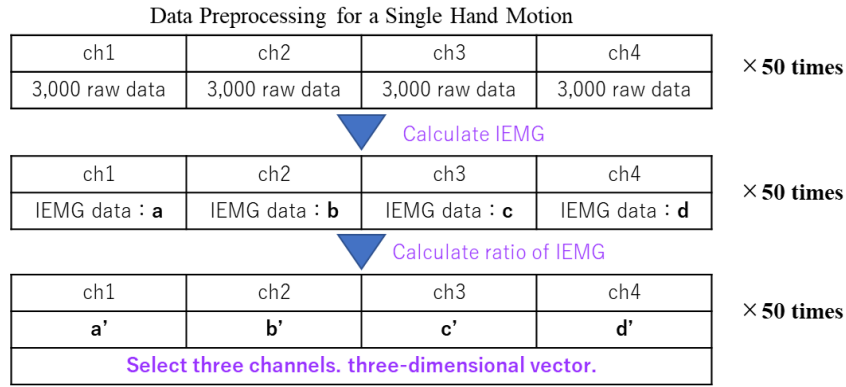 Data Preprocessing for a Single Hand Motion
ch1 ch2 ch3 ch4
3,000 raw data 3,000 raw data 3,000 raw data 3,000 raw data
×50 times
Calculate IEMG
ch1 ch2 ch3 ch4
IEMG data：a IEMG data：b IEMG data：c IEMG data：d
×50 times
Calculate ratio of IEMG
ch1 ch2 ch3 ch4
a’ b’ c’ d’
×50 times
Select three channels. three-dimensional vector.